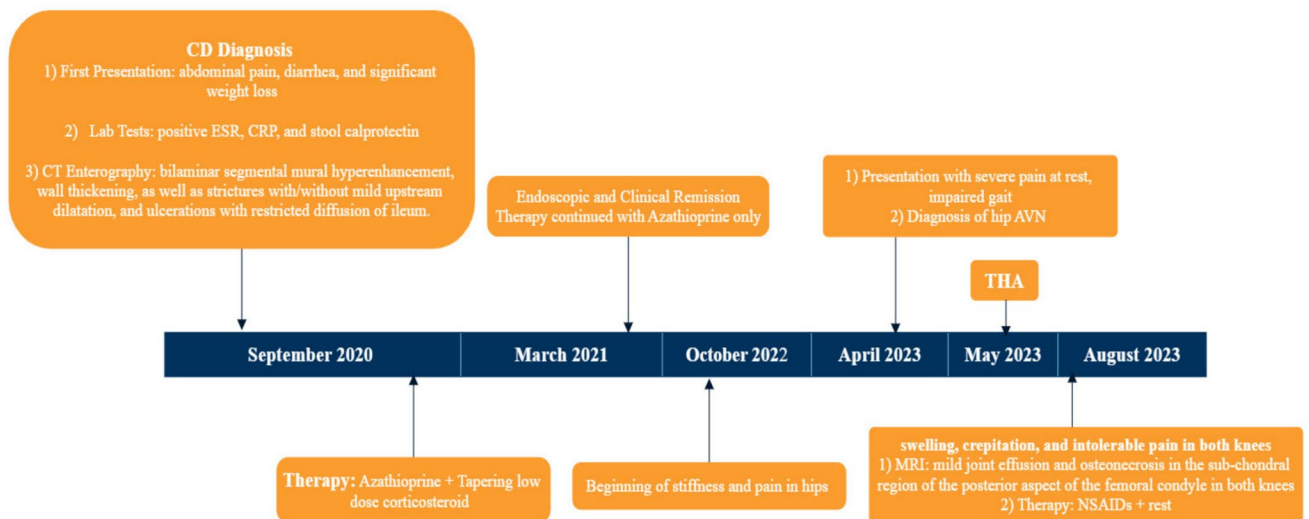 CD Diagnosis
1) First Presentation: abdominal pain, diarrhea, and significant
weight loss
2) Lab Tests: positive ESR, CRP, and stool calprotectin
3) CT Enterography: bilaminar segmental mural hyperenhancement,
wall thickening, as well as strictures with/without mild upstream
dilatation, and ulcerations with restricted diffusion of ileum.
Endoscopic and Clinical Remission
Therapy continued with Azathioprine only
1) Presentation with severe pain at rest,
impaired gait
2) Diagnosis of hip AVN
THA
September 2020
March 2021
October 2022
April 2023
May 2023
August 2023
Therapy: Azathioprine + Tapering low
dose corticosteroid
Beginning of stiffness and pain in hips
swelling, crepitation, and intolerable pain in both knees
1) MRI: mild joint effusion and osteonecrosis in the sub-chondral
region of the posterior aspect of the femoral condyle in both knees
2) Therapy: NSAIDs + rest